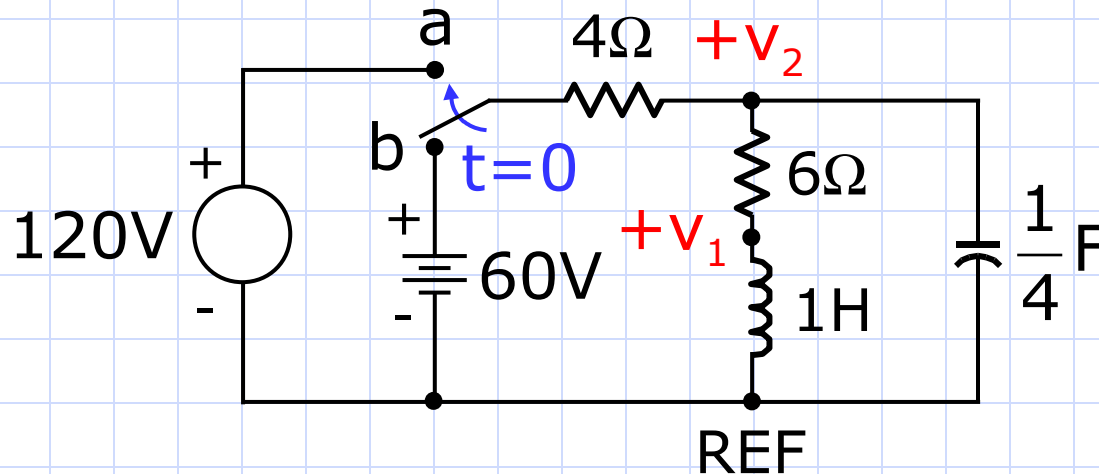 a
4Ω
+v2
b
t=0
6Ω
+
120V
-
+
60V
-
+v1
1H
1/4 F
REF